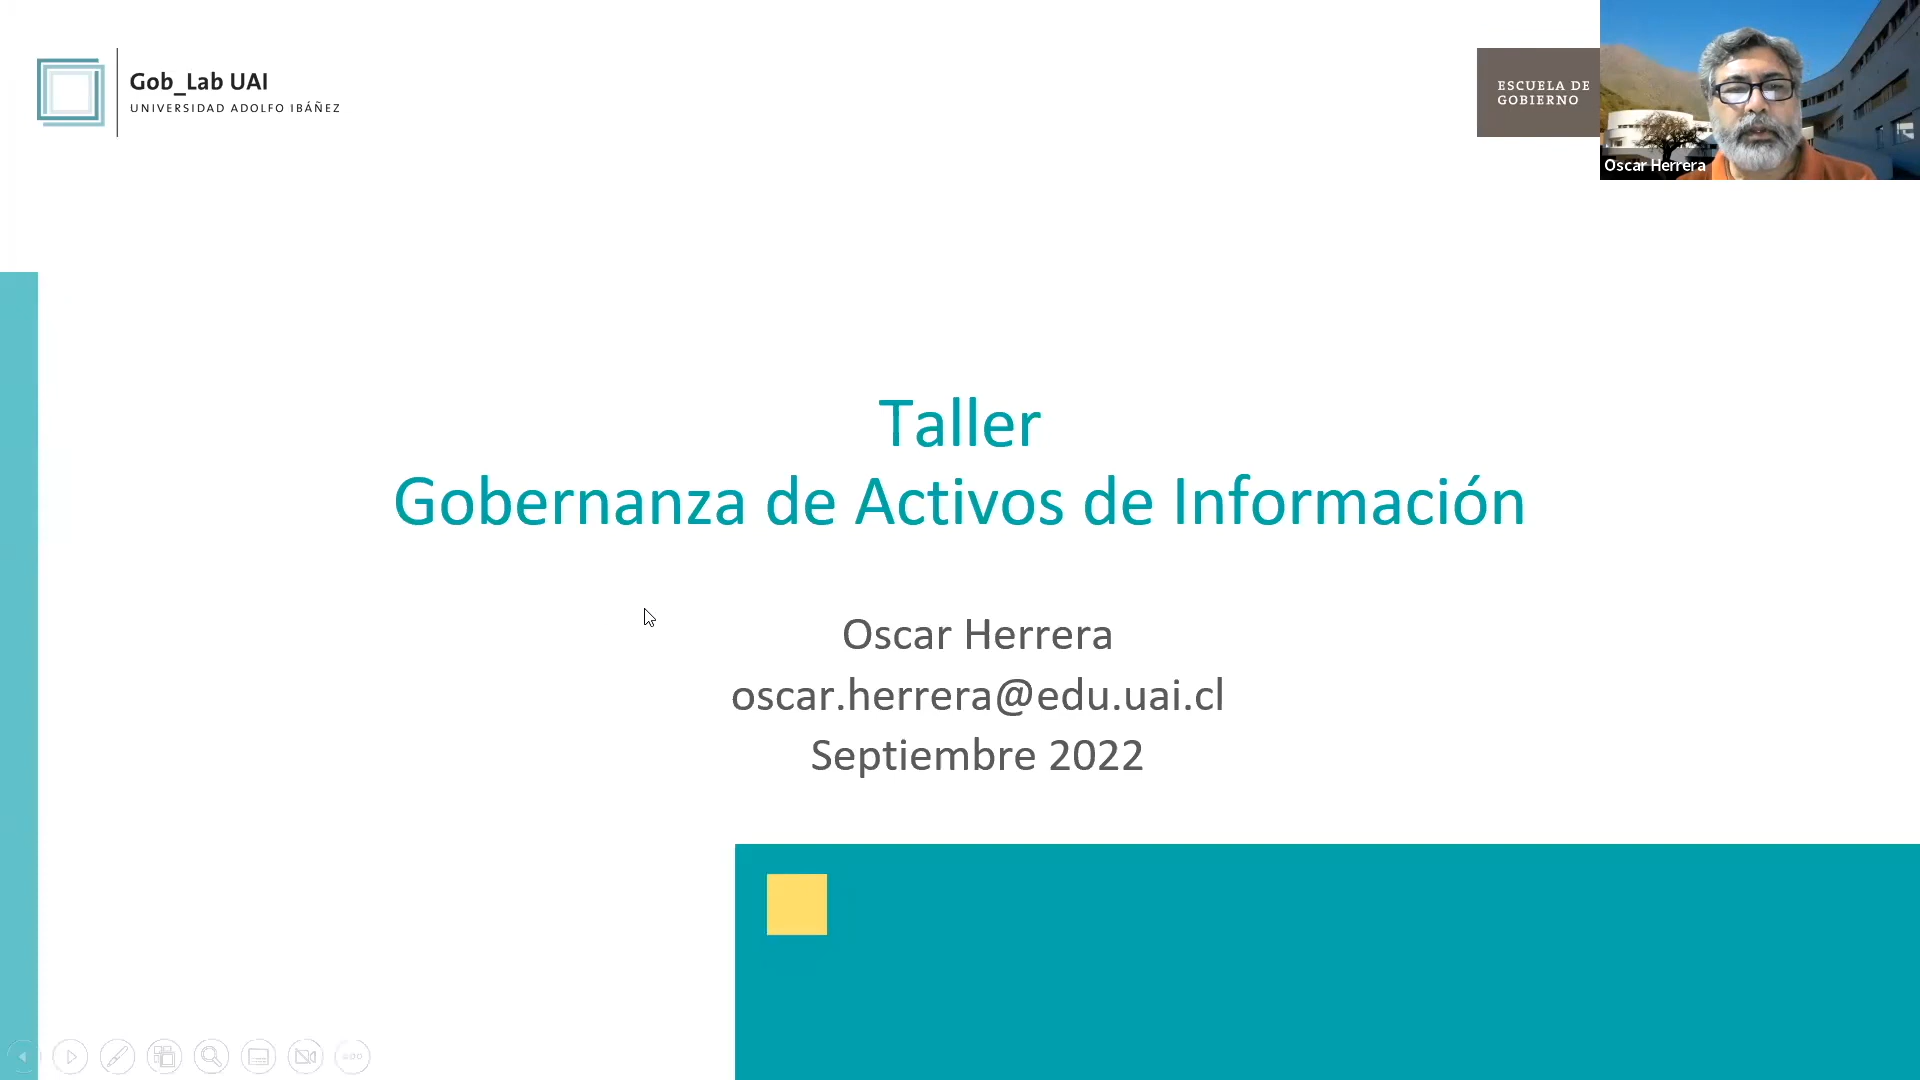 Gob_Lab UAI
UNIVERSIDAD ADOLFO IBÁÑEZ
ESCUELA DE
GOBIERNO
Oscar Herrera
Taller
Gobernanza de Activos de Información
Oscar Herrera
oscar.herrera@edu.uai.cl
Septiembre 2022